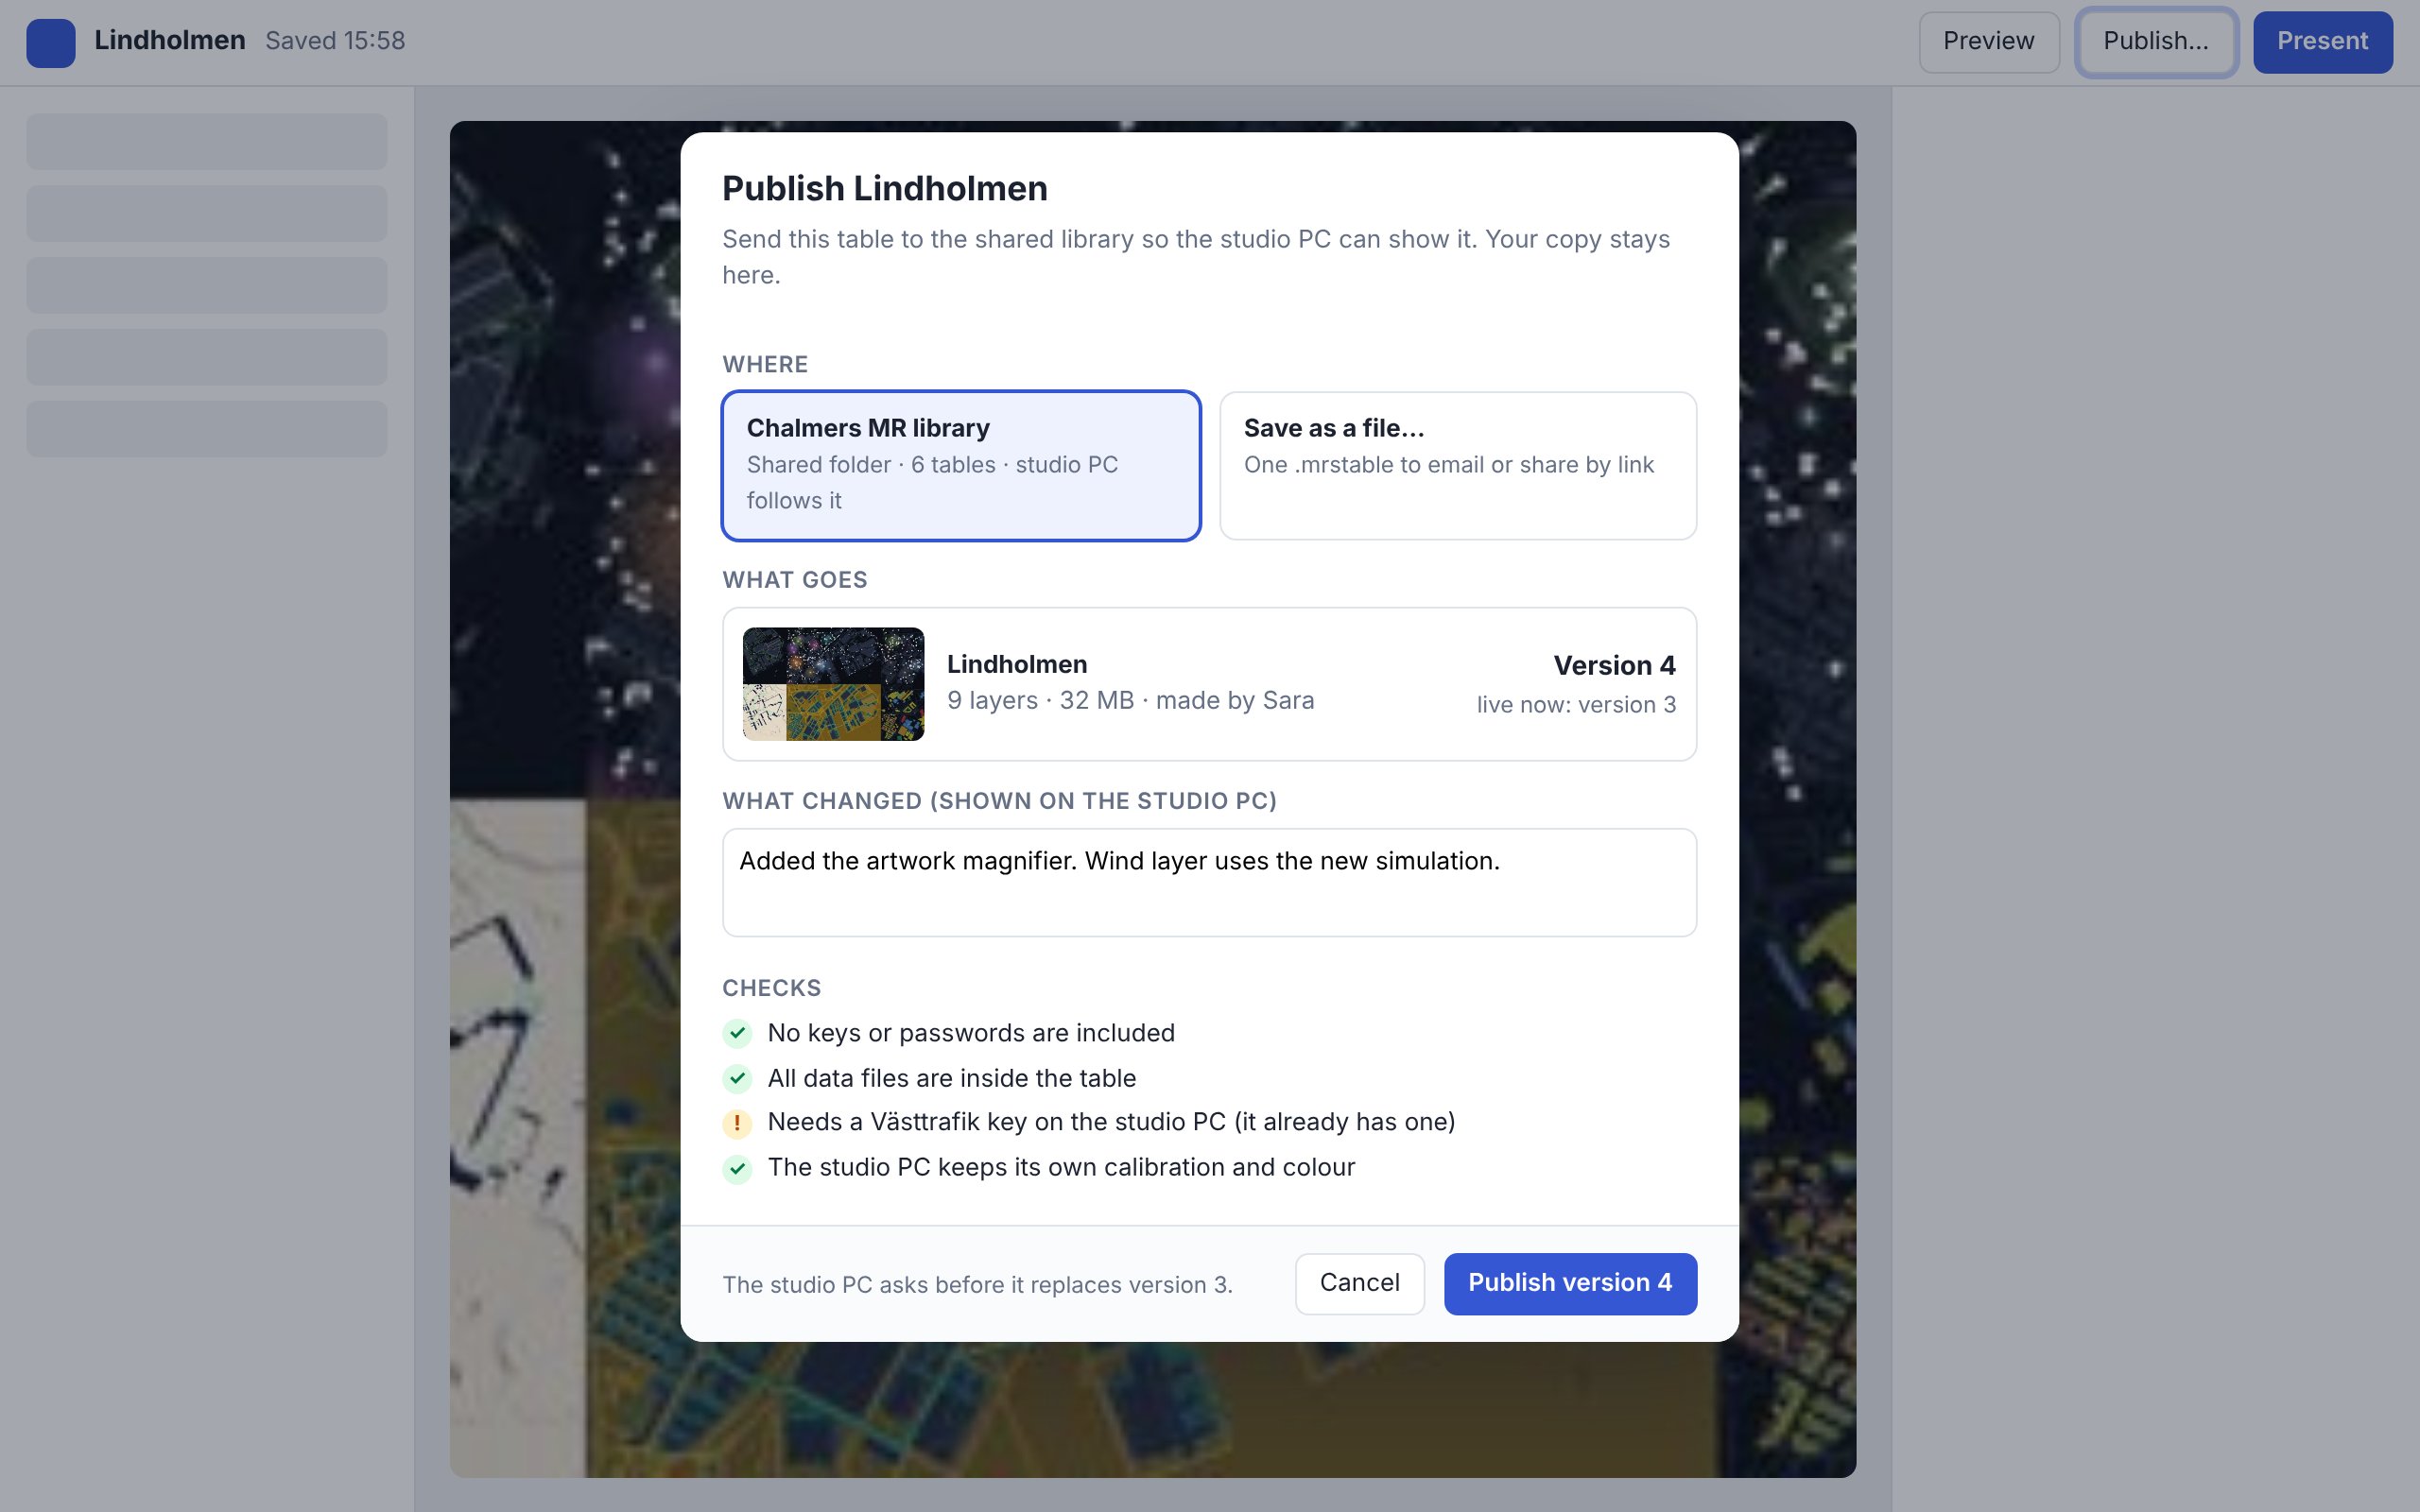 Lindholmen Saved 15:58 Preview Publish... Present
Publish Lindholmen
Send this table to the shared library so the studio PC can show it. Your copy stays
here.
WHERE
Chalmers MR library
Shared folder · 6 tables · studio PC
follows it
Save as a file...
One .mrstable to email or share by link
WHAT GOES
Lindholmen
9 layers · 32 MB · made by Sara
Version 4
live now: version 3
WHAT CHANGED (SHOWN ON THE STUDIO PC)
Added the artwork magnifier. Wind layer uses the new simulation.
CHECKS
No keys or passwords are included
All data files are inside the table
! Needs a Västtrafik key on the studio PC (it already has one)
The studio PC keeps its own calibration and colour
The studio PC asks before it replaces version 3. Cancel Publish version 4